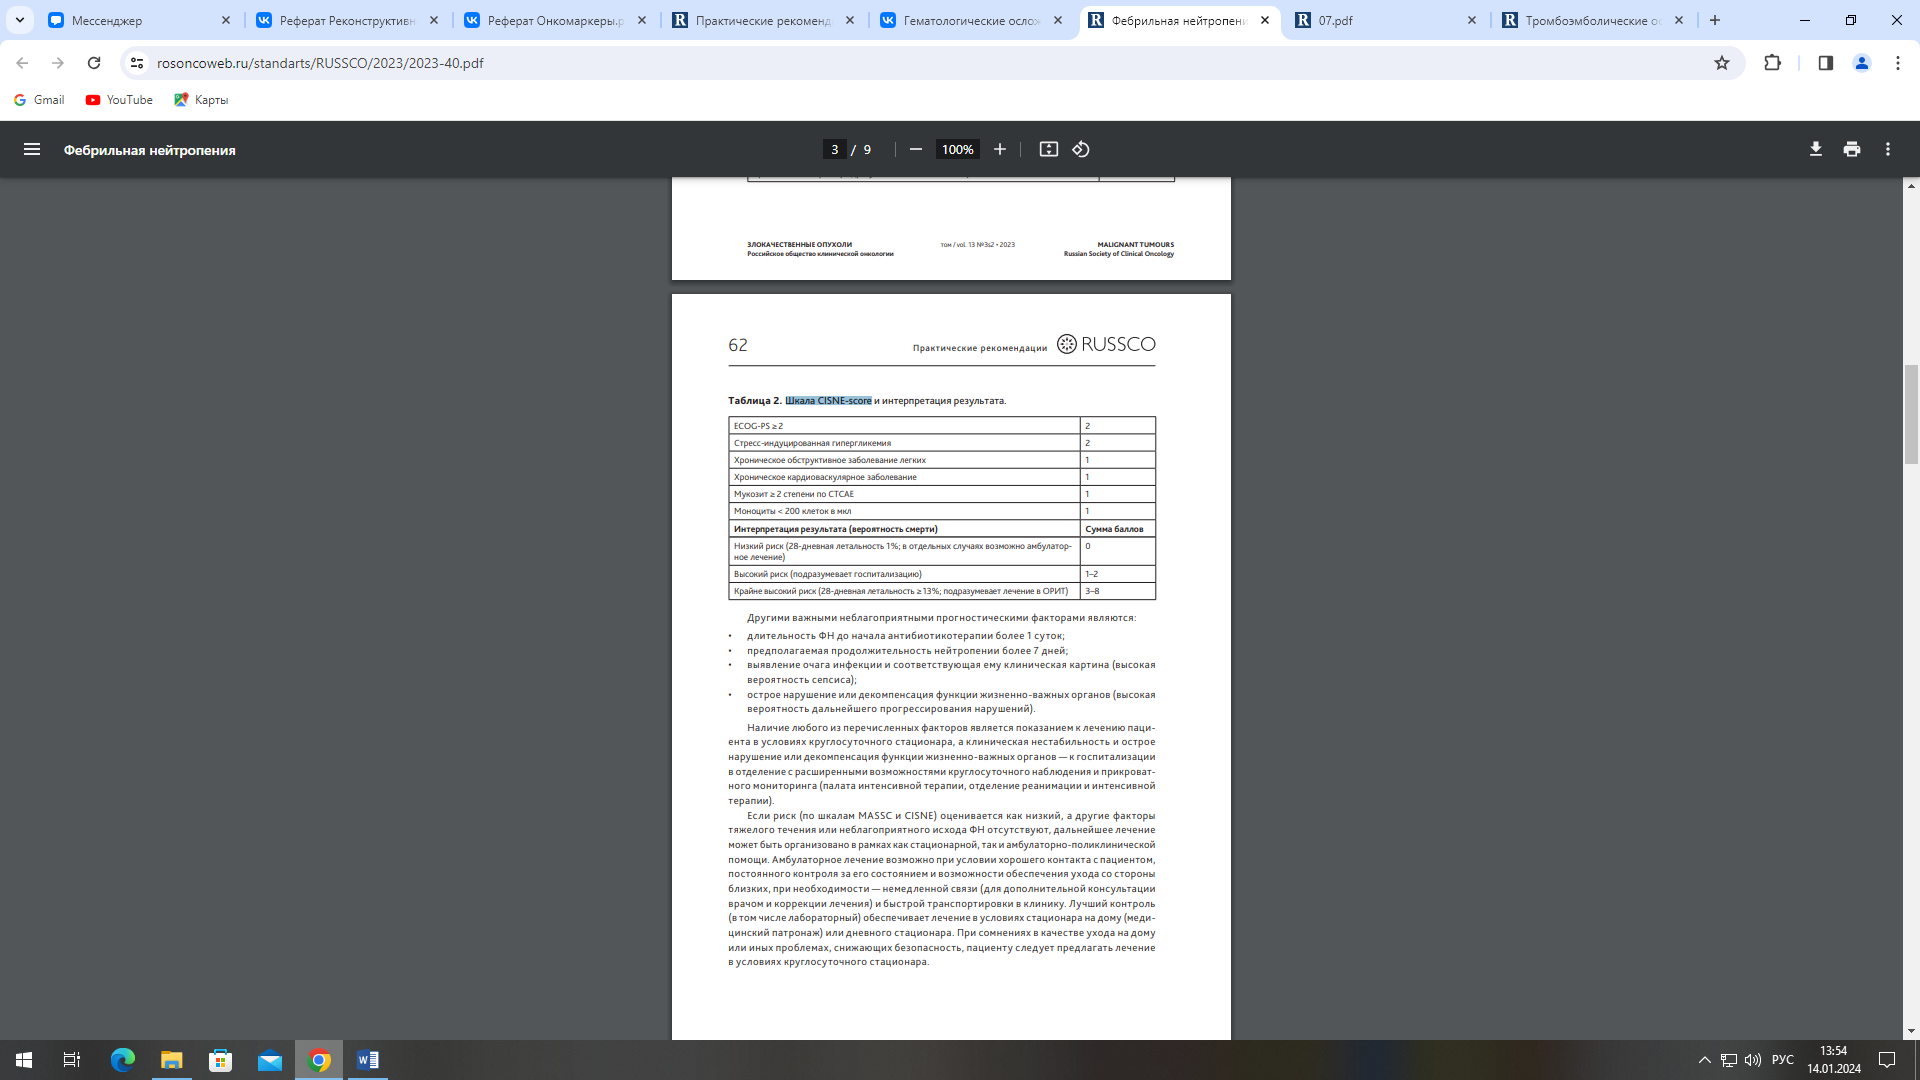 Мессенджер
Реферат Реконструктивн
Реферат Онкомаркеры.р
Практические рекоменд
Гематологические ослож
Фебрильная нейтропени
07.pdf
Тромбоэмболические ос
rosoncoweb.ru/standarts/RUSSCO/2023/2023-40.pdf
Gmail
YouTube
Карты
Фебрильная нейтропения
3 / 9
100%
ЗЛОКАЧЕСТВЕННЫЕ ОПУХОЛИ
Российское общество клинической онкологии
том / vol. 13 №3s2 • 2023
MALIGNANT TUMOURS
Russian Society of Clinical Oncology
62
Практические рекомендации
RUSSCO
Таблица 2. Шкала CISNE-score и интерпретация результата.
ECOG-PS ≥ 2 2
Стресс-индуцированная гипергликемия 2
Хроническое обструктивное заболевание легких 1
Хроническое кардиоваскулярное заболевание 1
Мукозит ≥ 2 степени по CTCAE 1
Моноциты < 200 клеток в мкл 1
Интерпретация результата (вероятность смерти) Сумма баллов
Низкий риск (28-дневная летальность 1%; в отдельных случаях возможно амбулатор- 0
ное лечение)
Высокий риск (подразумевает госпитализацию) 1–2
Крайне высокий риск (28-дневная летальность ≥ 13%; подразумевает лечение в ОРИТ) 3–8
Другими важными неблагоприятными прогностическими факторами являются:
• длительность ФН до начала антибиотикотерапии более 1 суток;
• предполагаемая продолжительность нейтропении более 7 дней;
• выявление очага инфекции и соответствующая ему клиническая картина (высокая
вероятность сепсиса);
• острое нарушение или декомпенсация функции жизненно-важных органов (высокая
вероятность дальнейшего прогрессирования нарушений).
Наличие любого из перечисленных факторов является показанием к лечению паци-
ента в условиях круглосуточного стационара, а клиническая нестабильность и острое
нарушение или декомпенсация функции жизненно-важных органов — к госпитализации
в отделение с расширенными возможностями круглосуточного наблюдения и прикроват-
ного мониторинга (палата интенсивной терапии, отделение реанимации и интенсивной
терапии).
Если риск (по шкалам MASSC и CISNE) оценивается как низкий, а другие факторы
тяжелого течения или неблагоприятного исхода ФН отсутствуют, дальнейшее лечение
может быть организовано в рамках как стационарной, так и амбулаторно-поликлинической
помощи. Амбулаторное лечение возможно при условии хорошего контакта с пациентом,
постоянного контроля за его состоянием и возможности обеспечения ухода со стороны
близких, при необходимости — немедленной связи (для дополнительной консультации
врачом и коррекции лечения) и быстрой транспортировки в клинику. Лучший контроль
(в том числе лабораторный) обеспечивает лечение в условиях стационара на дому (меди-
цинский патронаж) или дневного стационара. При сомнениях в качестве ухода на дому
или иных проблемах, снижающих безопасность, пациенту следует предлагать лечение
в условиях круглосуточного стационара.
РУС
13:54
14.01.2024